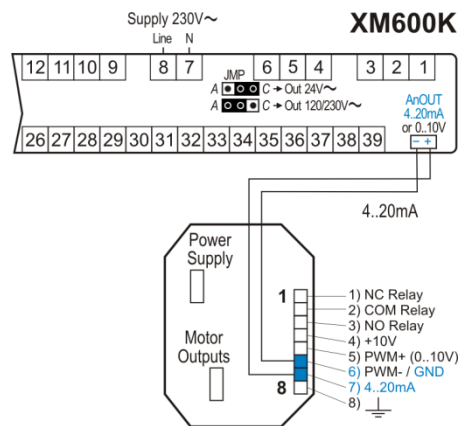 Supply 230V~
XM600K
Line N
12 11 10 9 8 7 6 5 4 3 2 1
JMP
A C → Out 24V~
A C → Out 120/230V~
AnOUT
4..20mA
or 0..10V
26 27 28 29 30 31 32 33 34 35 36 37 38 39
- +
4..20mA
Power
Supply
1
1) NC Relay
2) COM Relay
3) NO Relay
4) +10V
Motor
Outputs
5) PWM+ (0..10V)
6) PWM- / GND
7) 4..20mA
8
8)